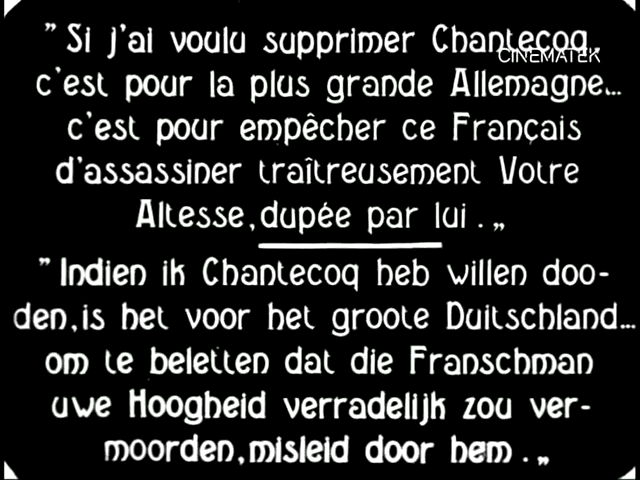 " Si j'ai voulu supprimer Chantecoq,
CINEMATEK
c'est pour la plus grande Allemagne...
c'est pour empêcher ce Français
d'assassiner traîtreusement Votre
Altesse, dupée par lui . „
" Indien ik Chantecoq heb willen doo-
den, is het voor het groote Duitschland...
om te beletten dat die Franschman
uwe Hoogheid verradelijk zou ver-
moorden, misleid door hem . „